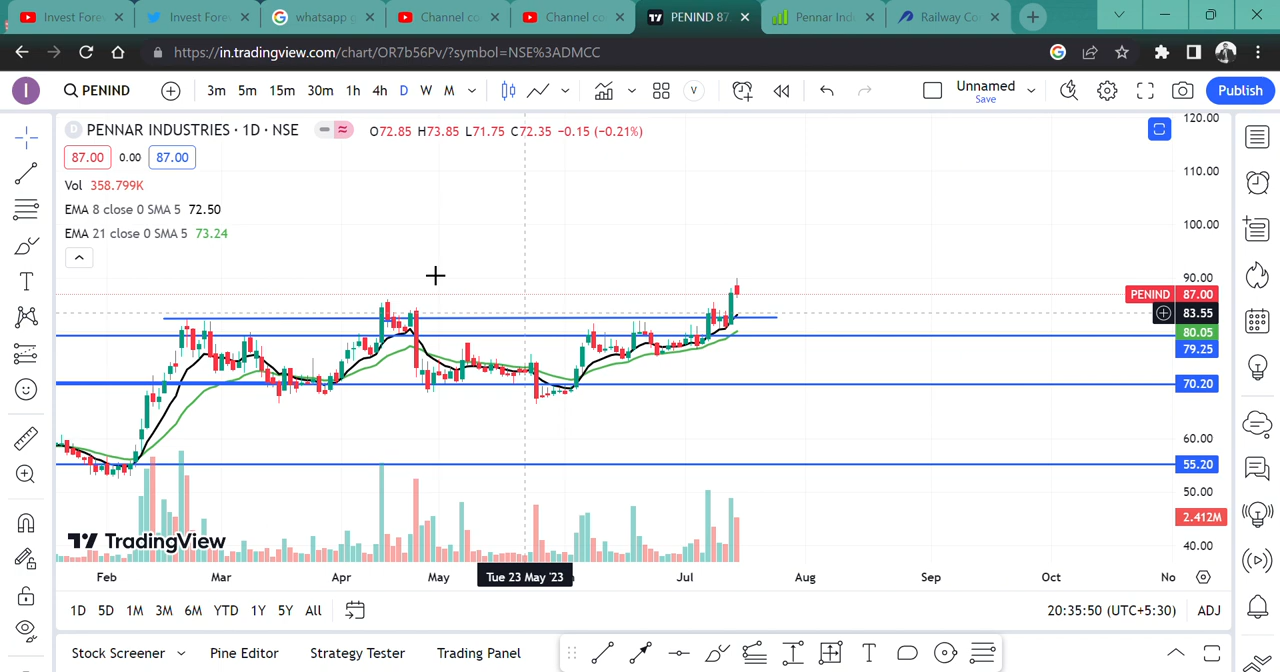 Invest Forev
Invest Forev
whatsapp g
Channel co
Channel co
PENIND 87.
Pennar Ind
Railway Co
https://in.tradingview.com/chart/OR7b56Pv/?symbol=NSE%3ADMCC
I
PENIND
3m 5m 15m 30m 1h 4h D W M
V
Unnamed
Save
Publish
D PENNAR INDUSTRIES · 1D · NSE
O72.85 H73.85 L71.75 C72.35 −0.15 (−0.21%)
87.00 0.00 87.00
Vol 358.799K
EMA 8 close 0 SMA 5 72.50
EMA 21 close 0 SMA 5 73.24
120.00
110.00
100.00
90.00
PENIND 87.00
83.55
80.05
79.25
70.20
60.00
55.20
50.00
2.412M
40.00
TradingView
Feb Mar Apr May Tue 23 May '23 Jul Aug Sep Oct No
1D 5D 1M 3M 6M YTD 1Y 5Y All
20:35:50 (UTC+5:30) ADJ
Stock Screener Pine Editor Strategy Tester Trading Panel